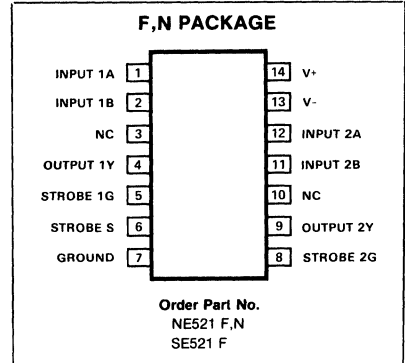 F,N PACKAGE
INPUT 1A 1 14 V+
INPUT 1B 2 13 V-
NC 3 12 INPUT 2A
OUTPUT 1Y 4 11 INPUT 2B
STROBE 1G 5 10 NC
STROBE S 6 9 OUTPUT 2Y
GROUND 7 8 STROBE 2G
Order Part No.
NE521 F,N
SE521 F